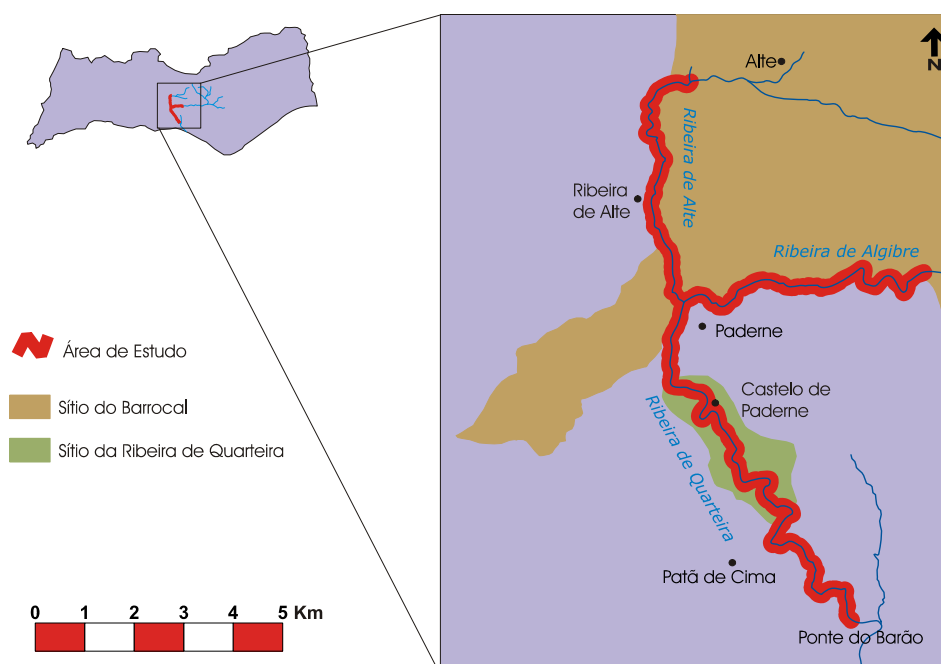 N
Alte
Ribeira de Alte
Ribeira
de Alte
Ribeira de Algibre
Paderne
Área de Estudo
Castelo de
Paderne
Sítio do Barrocal
Ribeira de Quarteira
Sítio da Ribeira de Quarteira
Patã de Cima
0 1 2 3 4 5 Km
Ponte do Barão